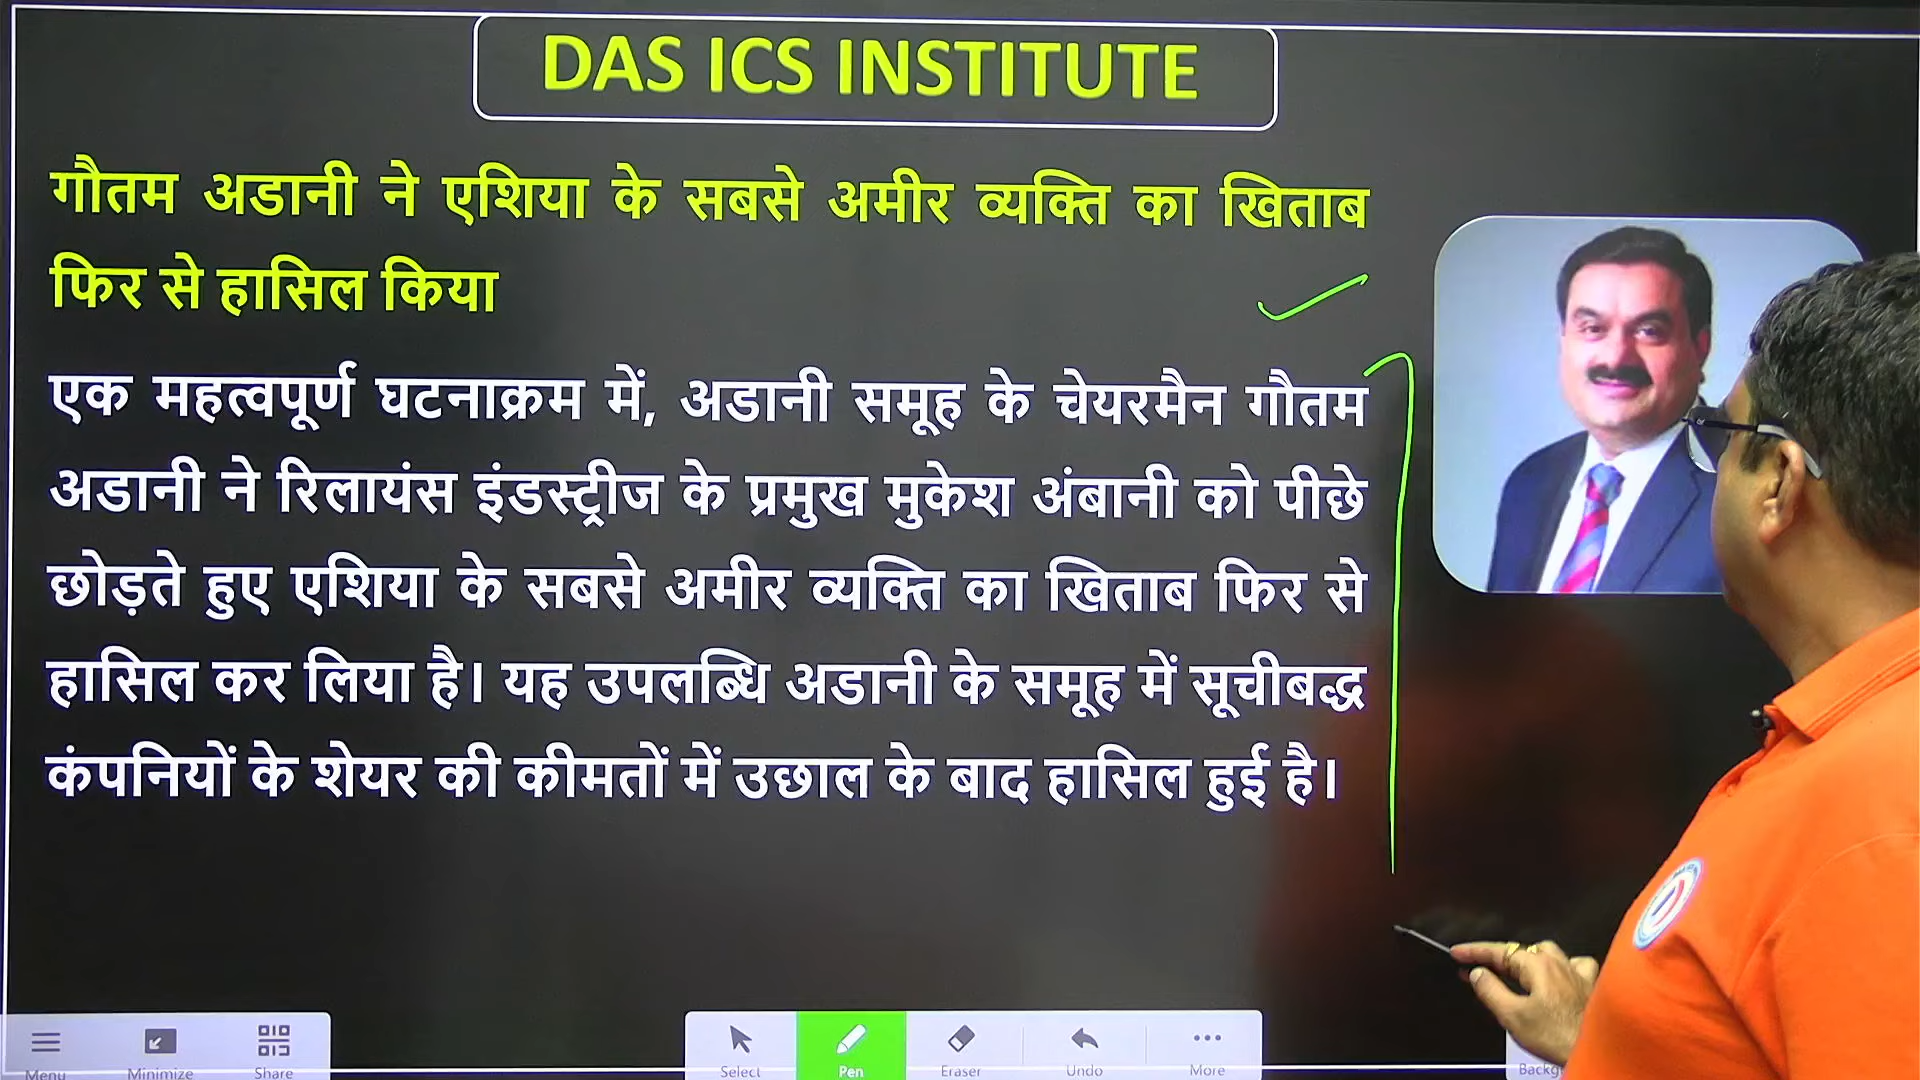 DAS ICS INSTITUTE
गौतम अडानी ने एशिया के सबसे अमीर व्यक्ति का खिताब
फिर से हासिल किया
एक महत्वपूर्ण घटनाक्रम में, अडानी समूह के चेयरमैन गौतम
अडानी ने रिलायंस इंडस्ट्रीज के प्रमुख मुकेश अंबानी को पीछे
छोड़ते हुए एशिया के सबसे अमीर व्यक्ति का खिताब फिर से
हासिल कर लिया है। यह उपलब्धि अडानी के समूह में सूचीबद्ध
कंपनियों के शेयर की कीमतों में उछाल के बाद हासिल हुई है।
Menu Minimize Share Select Pen Eraser Undo More